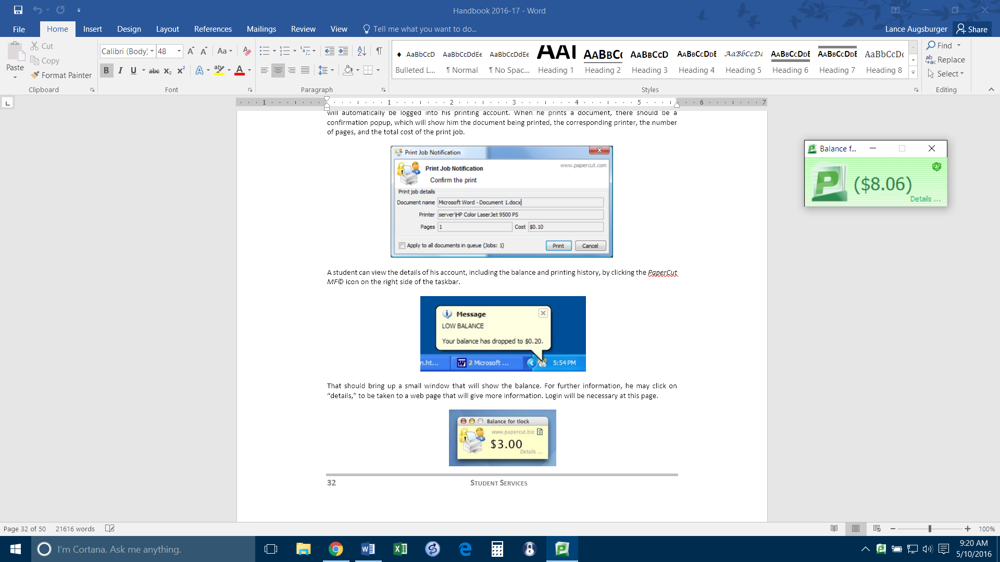 Handbook 2016-17 - Word
File Home Insert Design Layout References Mailings Review View Tell me what you want to do... Lance Augsburger Share
Paste
Cut
Copy
Format Painter
Clipboard
Calibri (Body) 48
Font
Paragraph
AaBbCcD AaBbCcDdEe AaBbCcDdEe AAI AABBC AABBCCD AABBCCDDE AaBbCcDc AABBCCDDE AABBCCDDE AaBbCcDc
Bulleted L... ¶ Normal ¶ No Spac... Heading 1 Heading 2 Heading 3 Heading 4 Heading 5 Heading 6 Heading 7 Heading 8
Styles
Find
Replace
Select
Editing
1 1 2 3 4 5 6 7
will automatically be logged into his printing account. When he prints a document, there should be a
confirmation popup, which will show him the document being printed, the corresponding printer, the number
of pages, and the total cost of the print job.
Print Job Notification
www.papercut.com
Print Job Notification
Confirm the print
Print job details
Document name Microsoft Word - Document 1.docx
Printer server\HP Color LaserJet 9500 PS
Pages 1 Cost $0.10
Apply to all documents in queue (Jobs: 1) Print Cancel
A student can view the details of his account, including the balance and printing history, by clicking the PaperCut
MF© icon on the right side of the taskbar.
Message
LOW BALANCE
Your balance has dropped to $0.20.
n.ht... 2 Microsoft ... 5:54 PM
That should bring up a small window that will show the balance. For further information, he may click on
“details,” to be taken to a web page that will give more information. Login will be necessary at this page.
Balance for tlock
www.papercut.biz
$3.00
Details ...
32 STUDENT SERVICES
Balance f...
($8.06)
Details ...
Page 32 of 50 21616 words 100%
I'm Cortana. Ask me anything.
9:20 AM
5/10/2016